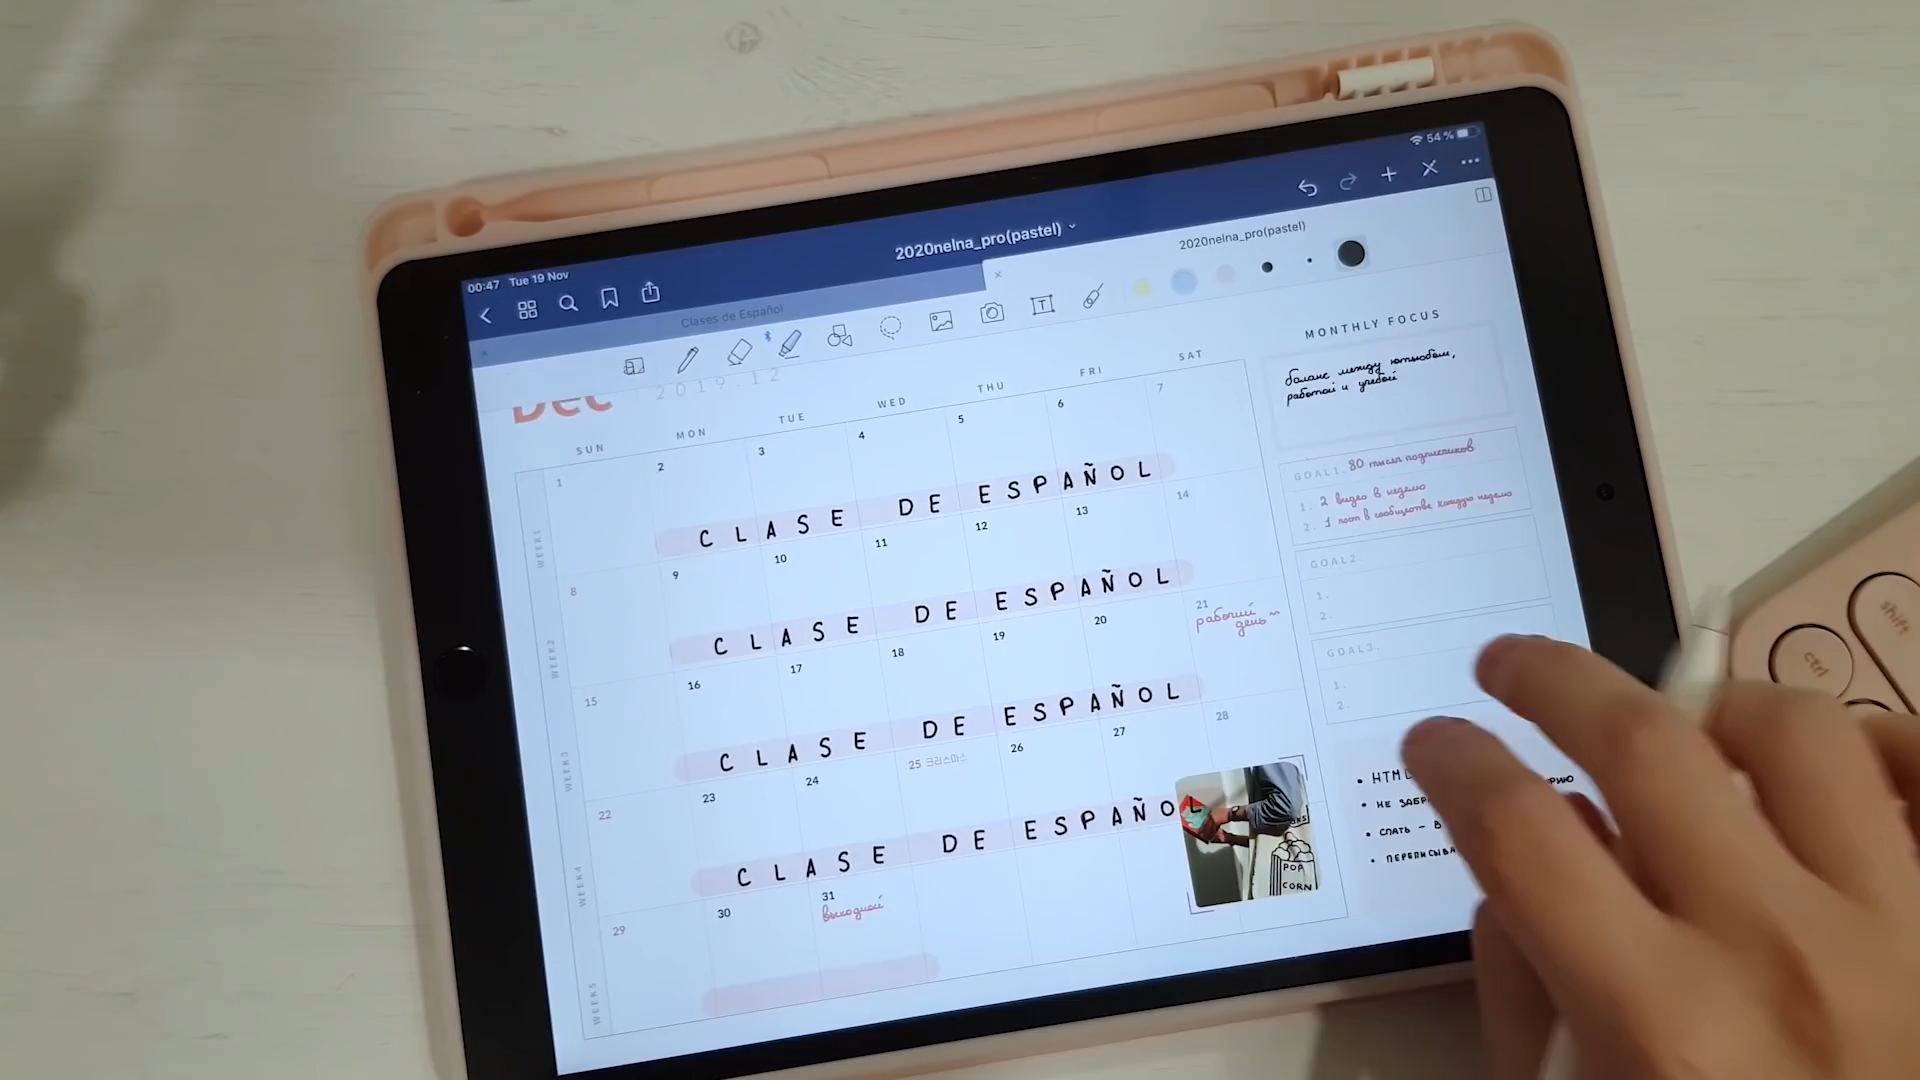 00:47 Tue 19 Nov
54 %
2020nelna_pro(pastel)
Clases de Español
2020nelna_pro(pastel)
Dec 2019.12
SUN MON TUE WED THU FRI SAT
WEEK1
1 2 3 4 5 6 7
CLASE DE ESPAÑOL
WEEK2
8 9 10 11 12 13 14
CLASE DE ESPAÑOL
WEEK3
15 16 17 18 19 20 21
рабочий
день
CLASE DE ESPAÑOL
WEEK4
22 23 24 25 크리스마스 26 27 28
CLASE DE ESPAÑOL
WEEK5
29 30 31
выходной
POP
CORN
MONTHLY FOCUS
баланс между ютюбом,
работой и учебой
GOAL1. 80 тысяч подписчиков
1. 2 видео в неделю
2. 1 пост в сообществе каждую неделю
GOAL2.
1.
2.
GOAL3.
1.
2.
• HTML
• НЕ
• СПАТЬ – В
•
ctrl
shift